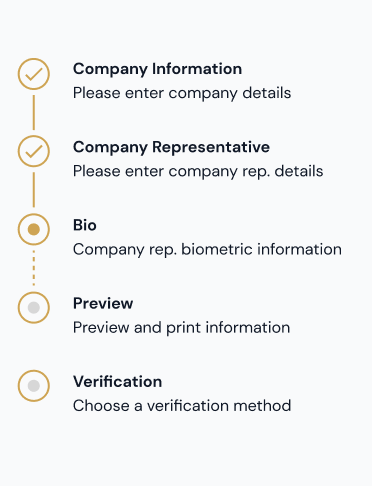 Company Information
Please enter company details
Company Representative
Please enter company rep. details
Bio
Company rep. biometric information
Preview
Preview and print information
Verification
Choose a verification method